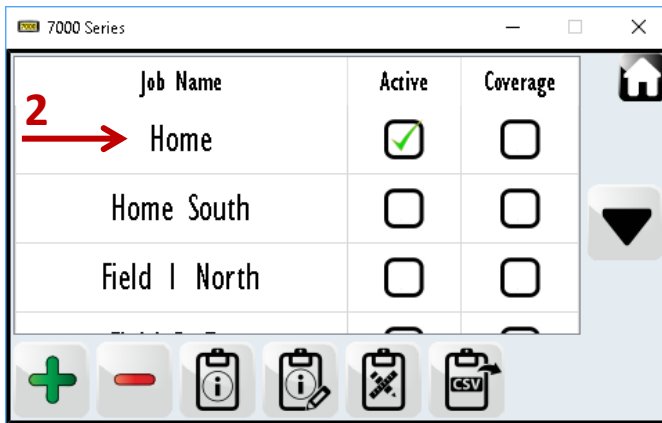 7000 Series
Job Name Active Coverage
2
Home
Home South
Field 1 North
CSV